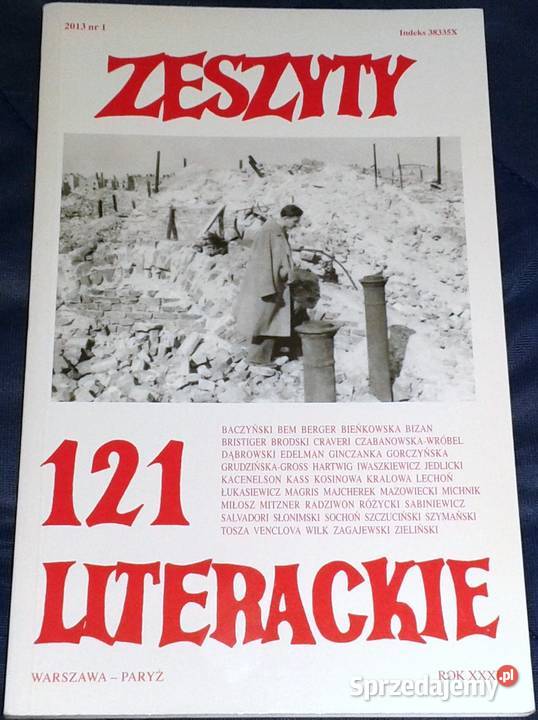 2013 nr 1
Indeks 38335X
ZESZYTY
121
BACZYŃSKI BEM BERGER BIEŃKOWSKA BIZAN
BRISTIGER BRODSKI CRAVERI CZABANOWSKA-WRÓBEL
DĄBROWSKI EDELMAN GINCZANKA GORCZYŃSKA
GRUDZIŃSKA-GROSS HARTWIG IWASZKIEWICZ JEDLICKI
KACENELSON KASS KOSINOWA KRALOWA LECHOŃ
ŁUKASIEWICZ MAGRIS MAJCHEREK MAZOWIECKI MICHNIK
MIŁOSZ MITZNER RADZIWON RÓŻYCKI SABINIEWICZ
SALVADORI SŁONIMSKI SOCHOŃ SZCZUCIŃSKI SZYMAŃSKI
TOSZA VENCLOVA WILK ZAGAJEWSKI ZIELIŃSKI
LITERACKIE
WARSZAWA – PARYŻ
ROK XXX
Sprzedajemy.pl